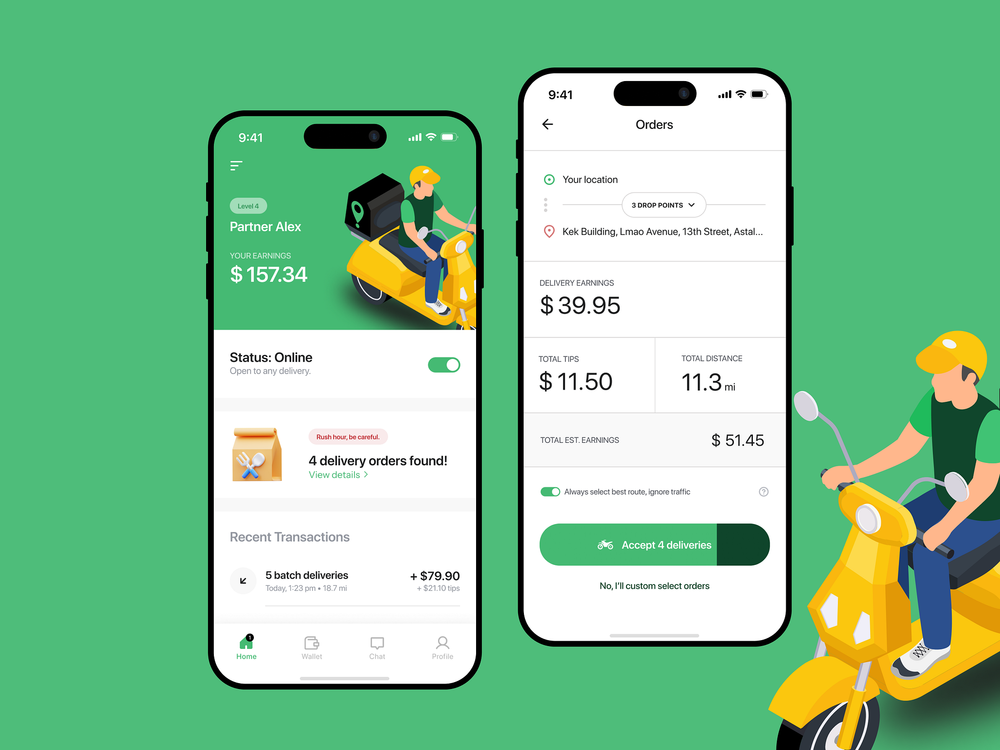 9:41
Level 4
Partner Alex
YOUR EARNINGS
$ 157.34
Status: Online
Open to any delivery.
Rush hour, be careful.
4 delivery orders found!
View details >
Recent Transactions
5 batch deliveries
+ $79.90
Today, 1:23 pm • 18.7 mi
+ $21.10 tips
1
Home
Wallet
Chat
Profile
9:41
Orders
Your location
3 DROP POINTS
Kek Building, Lmao Avenue, 13th Street, Astal...
DELIVERY EARNINGS
$ 39.95
TOTAL TIPS
$ 11.50
TOTAL DISTANCE
11.3 mi
TOTAL EST. EARNINGS
$ 51.45
Always select best route, ignore traffic
?
Accept 4 deliveries
No, I'll custom select orders